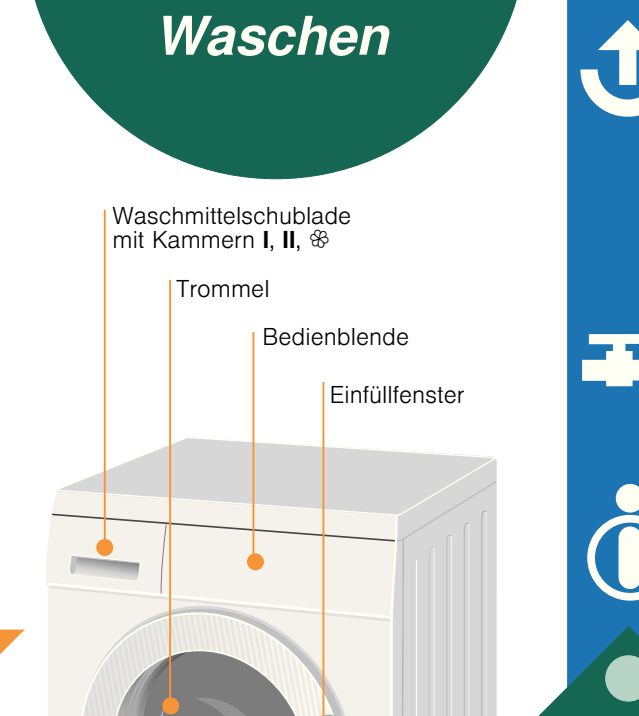 Waschen
Waschmittelschublade
mit Kammern I, II, ֍
Trommel
Bedienblende
Einfüllfenster